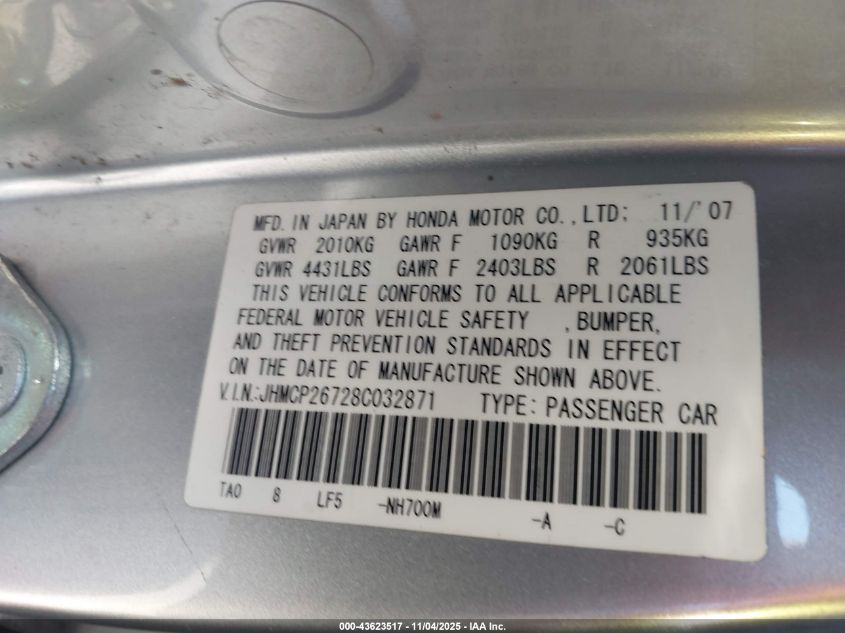 MFD. IN JAPAN BY HONDA MOTOR CO.,LTD; 11/'07
GVWR 2010KG GAWR F 1090KG R 935KG
GVWR 4431LBS GAWR F 2403LBS R 2061LBS
THIS VEHICLE CONFORMS TO ALL APPLICABLE
FEDERAL MOTOR VEHICLE SAFETY ,BUMPER,
AND THEFT PREVENTION STANDARDS IN EFFECT
ON THE DATE OF MANUFACTURE SHOWN ABOVE.
V.I.N.:JHMCP26728C032871 TYPE: PASSENGER CAR
TA0 8 LF5 -NH700M -A -C
000-43623517 - 11/04/2025 - IAA Inc.